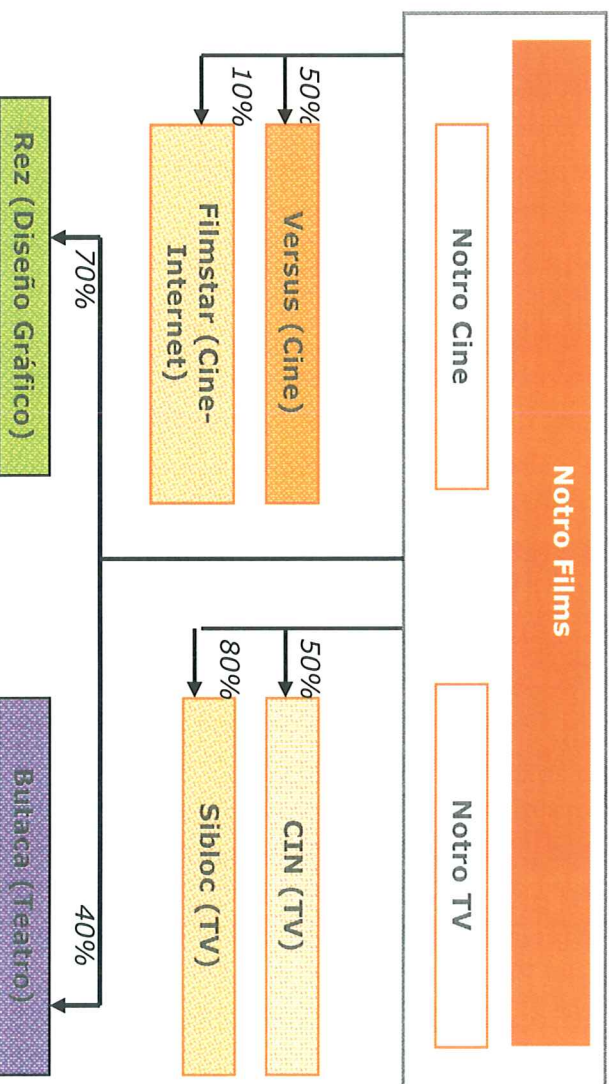 Notro Films
Notro Cine
Notro TV
50%
Versus (Cine)
10%
Filmstar (Cine-
Internet)
50%
CIN (TV)
80%
Sibloc (TV)
70%
Rez (Diseño Gráfico)
40%
Butaca (Teatro)